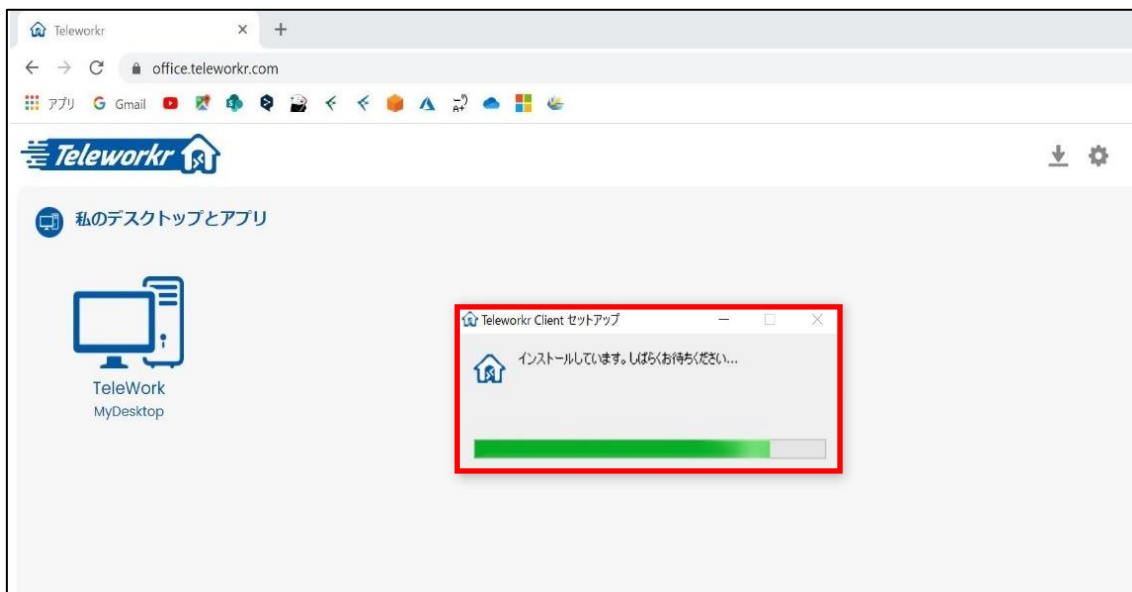 Teleworkr
office.teleworkr.com
アプリ Gmail
Teleworkr
私のデスクトップとアプリ
Teleworkr Client セットアップ
インストールしています。しばらくお待ちください...
TeleWork
MyDesktop